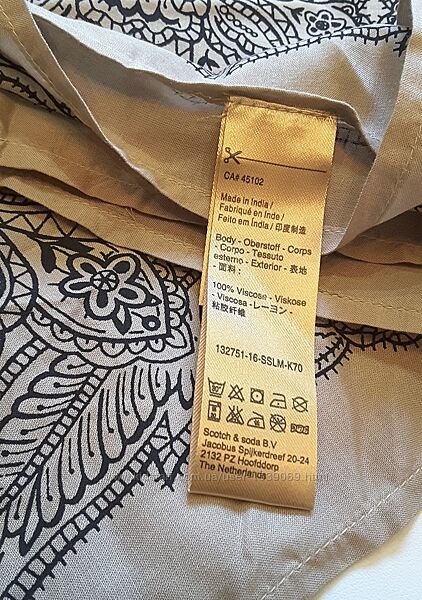 CA# 45102
Made in India /
Fabriqué en Inde /
Feito em Índia / 印度制造
Body - Oberstoff - Corps
- Corpo - Tessuto
esterno - Exterior - 表地
- 面料 :
100% Viscose - Viskose
- Viscosa -レーヨン -
粘胶纤维
132751-16-SSLM-K70
Scotch & soda B.V
Jacobus Spijkerdreef 20-24
2132 PZ Hoofddorp
The Netherlands